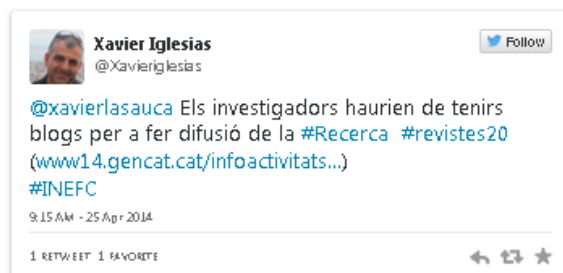 Xavier Iglesias
Follow
@Xavieriglesias
@xavierlasauca Els investigadors haurien de tenirs
blogs per a fer difusió de la #Recerca #revistes20
(www14.gencat.cat/infoactivitats...)
#INEFC
9:15 AM - 25 Apr 2014
1 RETWEET 1 FAVORITE